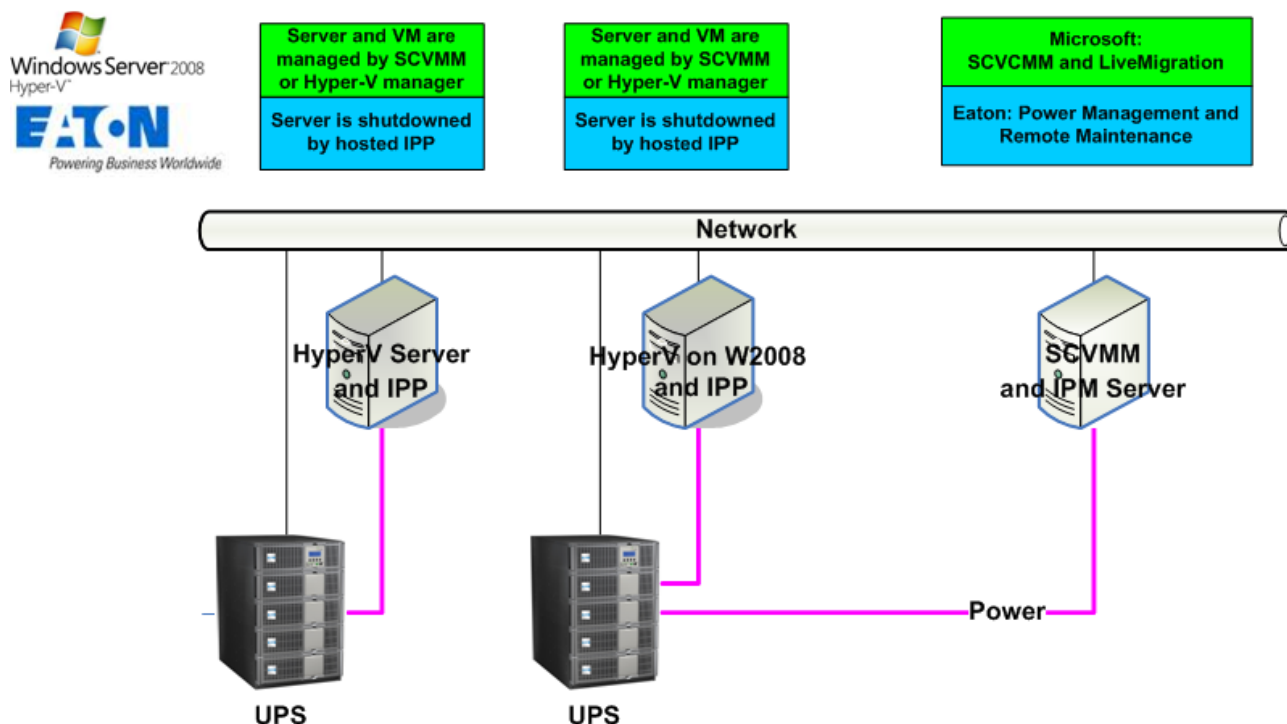 Windows Server 2008
Hyper-V™
EATON
Powering Business Worldwide
Server and VM are
managed by SCVMM
or Hyper-V manager
Server is shutdowned
by hosted IPP
Server and VM are
managed by SCVMM
or Hyper-V manager
Server is shutdowned
by hosted IPP
Microsoft:
SCVCMM and LiveMigration
Eaton: Power Management and
Remote Maintenance
Network
HyperV Server
and IPP
HyperV on W2008
and IPP
SCVMM
and IPM Server
Power
UPS
UPS